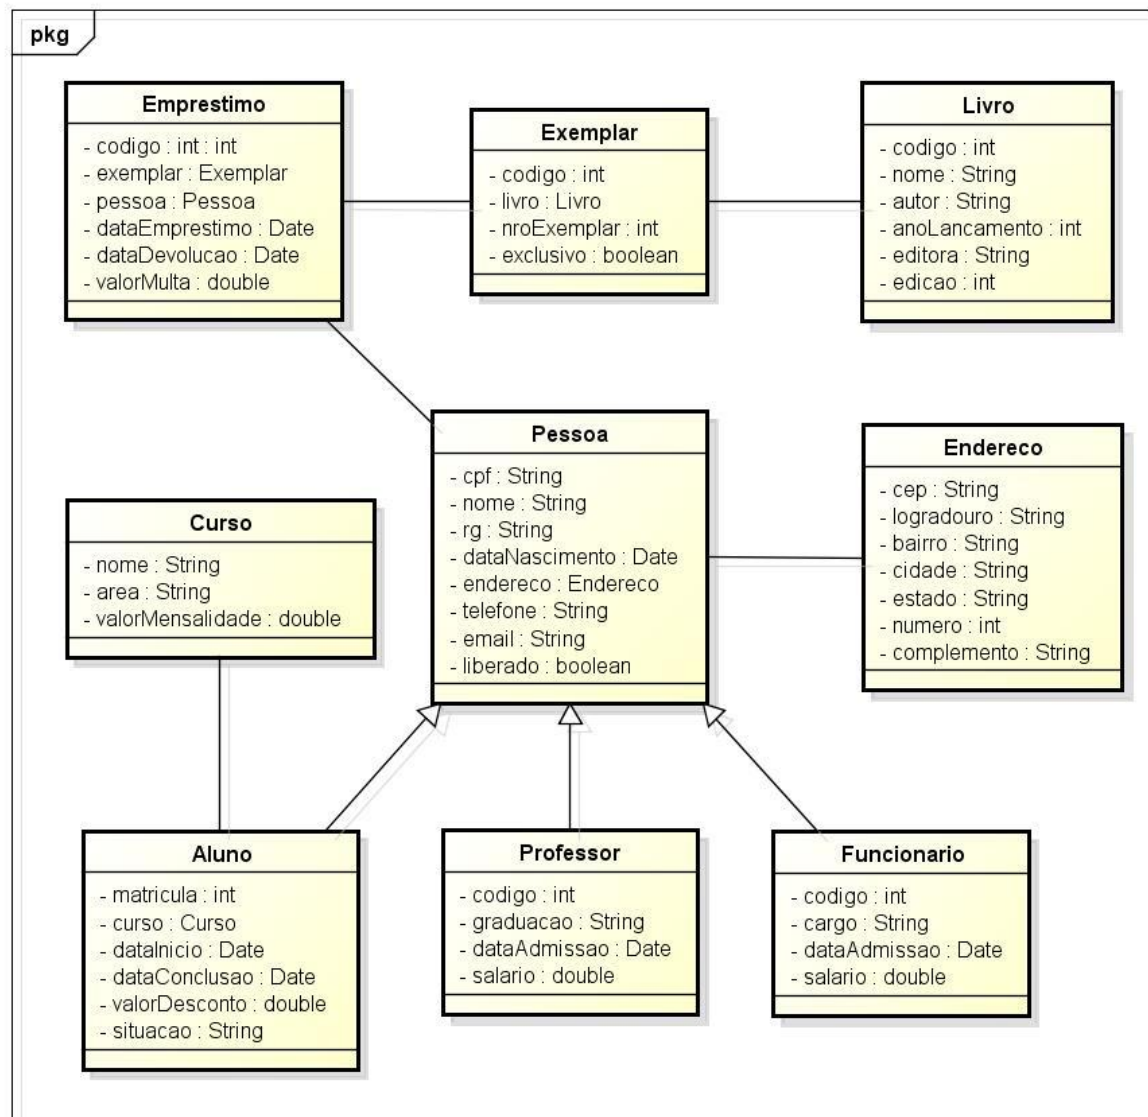 pkg
Emprestimo
- codigo : int : int
- exemplar : Exemplar
- pessoa : Pessoa
- dataEmprestimo : Date
- dataDevolucao : Date
- valorMulta : double
Exemplar
- codigo : int
- livro : Livro
- nroExemplar : int
- exclusivo : boolean
Livro
- codigo : int
- nome : String
- autor : String
- anoLancamento : int
- editora : String
- edicao : int
Pessoa
- cpf : String
- nome : String
- rg : String
- dataNascimento : Date
- endereco : Endereco
- telefone : String
- email : String
- liberado : boolean
Endereco
- cep : String
- logradouro : String
- bairro : String
- cidade : String
- estado : String
- numero : int
- complemento : String
Curso
- nome : String
- area : String
- valorMensalidade : double
Aluno
- matricula : int
- curso : Curso
- dataInicio : Date
- dataConclusao : Date
- valorDesconto : double
- situacao : String
Professor
- codigo : int
- graduacao : String
- dataAdmissao : Date
- salario : double
Funcionario
- codigo : int
- cargo : String
- dataAdmissao : Date
- salario : double